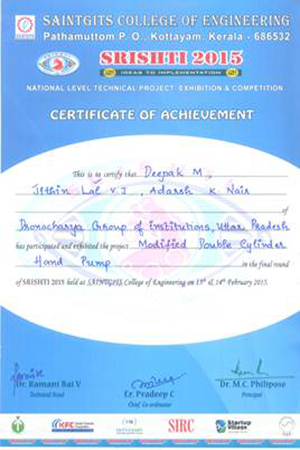 SAINTGITS COLLEGE OF ENGINEERING
Pathamuttom P. O., Kottayam, Kerala - 686532
SRISHTI 2015
IDEAS TO IMPLEMENTATION
NATIONAL LEVEL TECHNICAL PROJECT EXHIBITION & COMPETITION
CERTIFICATE OF ACHIEVEMENT
This is to certify that Deepak M,
Jithin Lal V.J, Adarsh K Nair
of
Dronacharya Group of Institutions, Uttar Pradesh
has participated and exhibited the project Modified Double Cylinder
Hand Pump in the final round
of SRISHTI 2015 held at SAINTGITS College of Engineering on 13th & 14th February 2015.
Dr. Ramani Bai V
Technical Head
Er. Pradeep C
Chief Co-ordinator
Dr. M.C. Philipose
Principal
SIRC
Startup Village